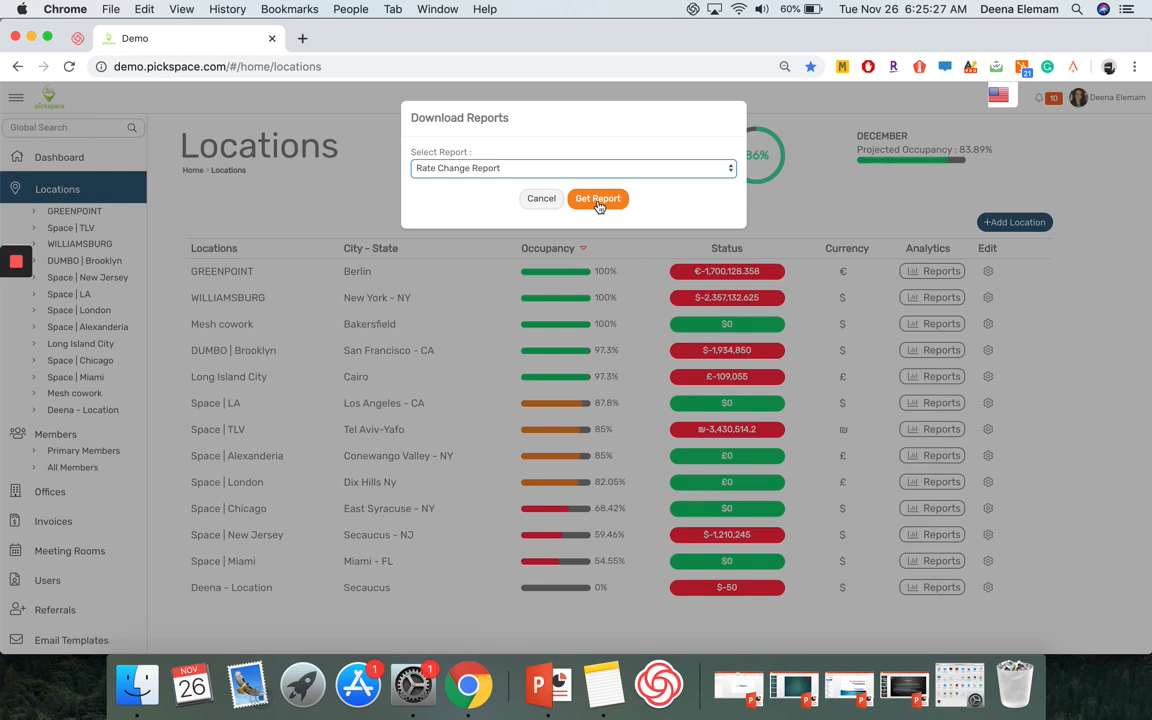 Chrome File Edit View History Bookmarks People Tab Window Help 60% Tue Nov 26 6:25:27 AM Deena Elemam
Demo
demo.pickspace.com/#/home/locations
21
pickspace
10 Deena Elemam
Global Search
Dashboard
Locations
GREENPOINT
Space | TLV
WILLIAMSBURG
DUMBO | Brooklyn
Space | New Jersey
Space | LA
Space | London
Space | Alexanderia
Long Island City
Space | Chicago
Space | Miami
Mesh cowork
Deena - Location
Members
Primary Members
All Members
Offices
Invoices
Meeting Rooms
Users
Referrals
Email Templates
Locations
Home > Locations
Download Reports
Select Report :
Rate Change Report
Cancel Get Report
86%
DECEMBER
Projected Occupancy : 83.89%
+Add Location
Locations City - State Occupancy Status Currency Analytics Edit
GREENPOINT Berlin 100% €-1,700,128.358 € Reports
WILLIAMSBURG New York - NY 100% $-2,357,132.625 $ Reports
Mesh cowork Bakersfield 100% $0 $ Reports
DUMBO | Brooklyn San Francisco - CA 97.3% $-1,934,850 $ Reports
Long Island City Cairo 97.3% £-109,055 £ Reports
Space | LA Los Angeles - CA 87.8% $0 $ Reports
Space | TLV Tel Aviv-Yafo 85% ₪-3,430,514.2 ₪ Reports
Space | Alexanderia Conewango Valley - NY 85% £0 £ Reports
Space | London Dix Hills Ny 82.05% £0 £ Reports
Space | Chicago East Syracuse - NY 68.42% $0 $ Reports
Space | New Jersey Secaucus - NJ 59.46% $-1,210,245 $ Reports
Space | Miami Miami - FL 54.55% $0 $ Reports
Deena - Location Secaucus 0% $-50 $ Reports
NOV
26
1
1